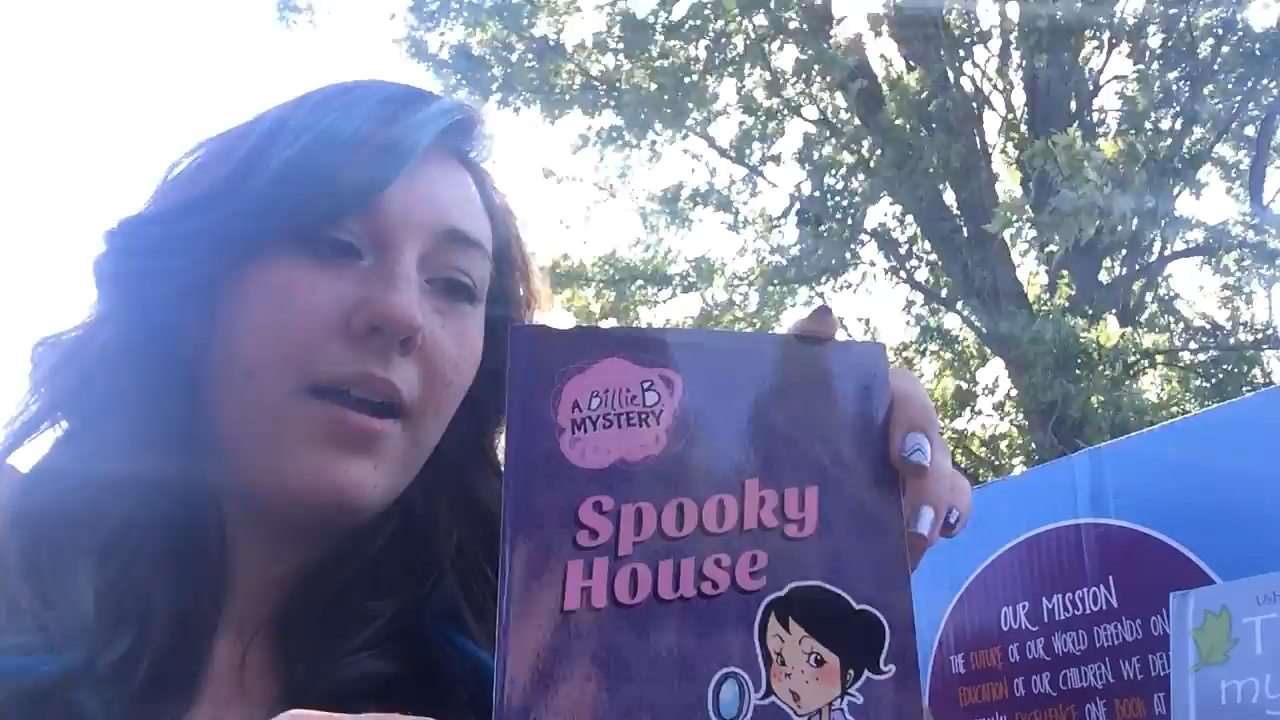 A Billie B.
MYSTERY
Spooky
House
OUR MISSION
THE FUTURE OF OUR WORLD DEPENDS ON
EDUCATION OF OUR CHILDREN. WE
ONE BOOK AT
my